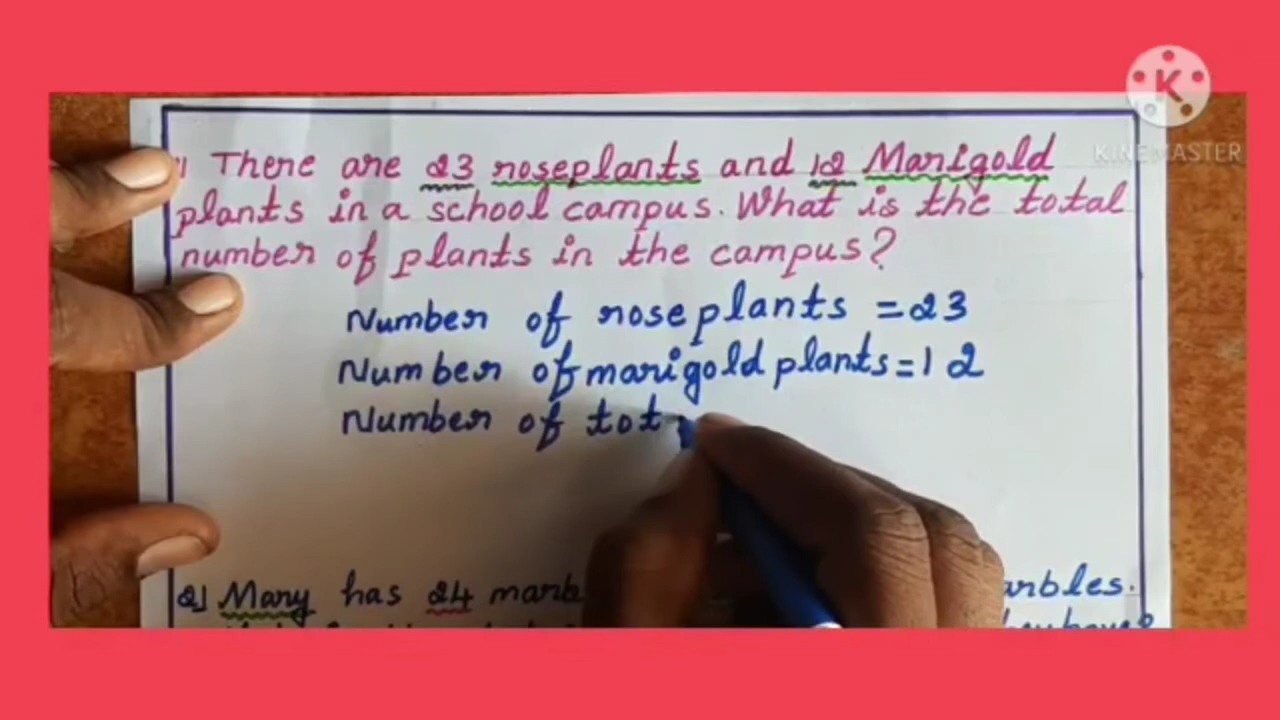 K
KINEMASTER
1 There are 23 roseplants and 12 Marigold
plants in a school campus. What is the total
number of plants in the campus?
Number of roseplants = 23
Number of marigold plants = 12
Number of tot
2] Mary has 24 marb arbles.